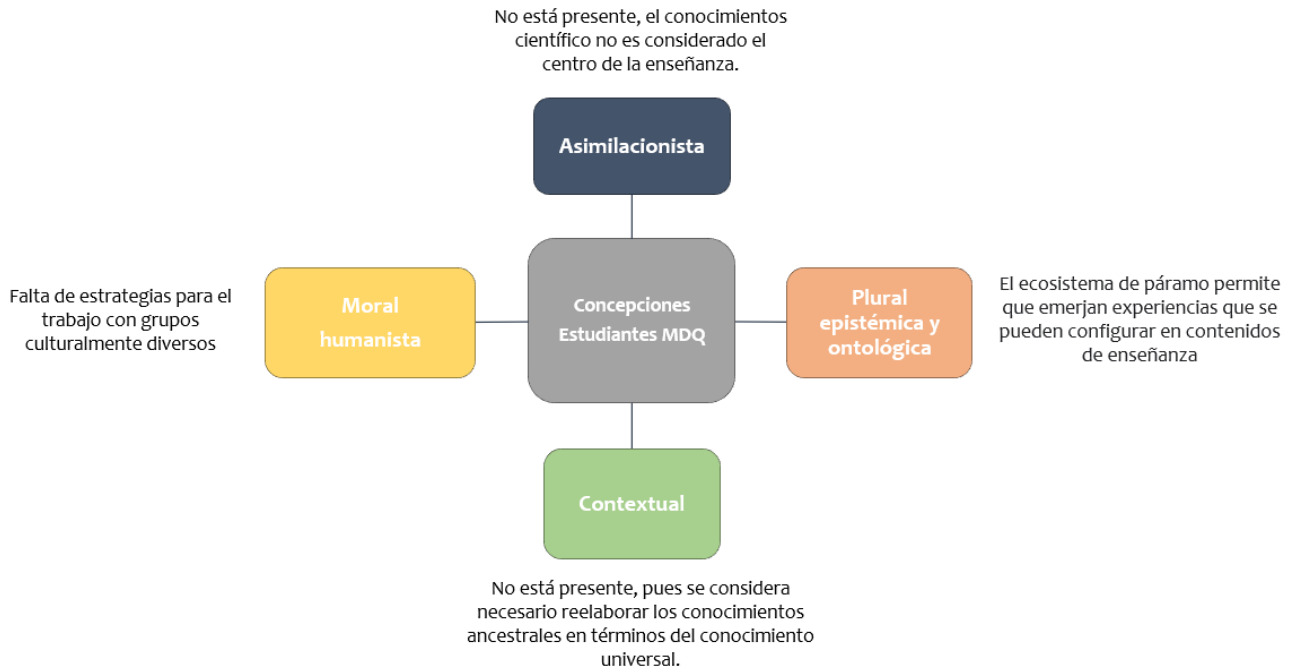 No está presente, el conocimientos
científico no es considerado el
centro de la enseñanza.
Asimilacionista
Falta de estrategias para el
trabajo con grupos
culturalmente diversos
Moral
humanista
Concepciones
Estudiantes MDQ
Plural
epistémica y
ontológica
El ecosistema de páramo permite
que emerjan experiencias que se
pueden configurar en contenidos
de enseñanza
Contextual
No está presente, pues se considera
necesario reelaborar los conocimientos
ancestrales en términos del conocimiento
universal.